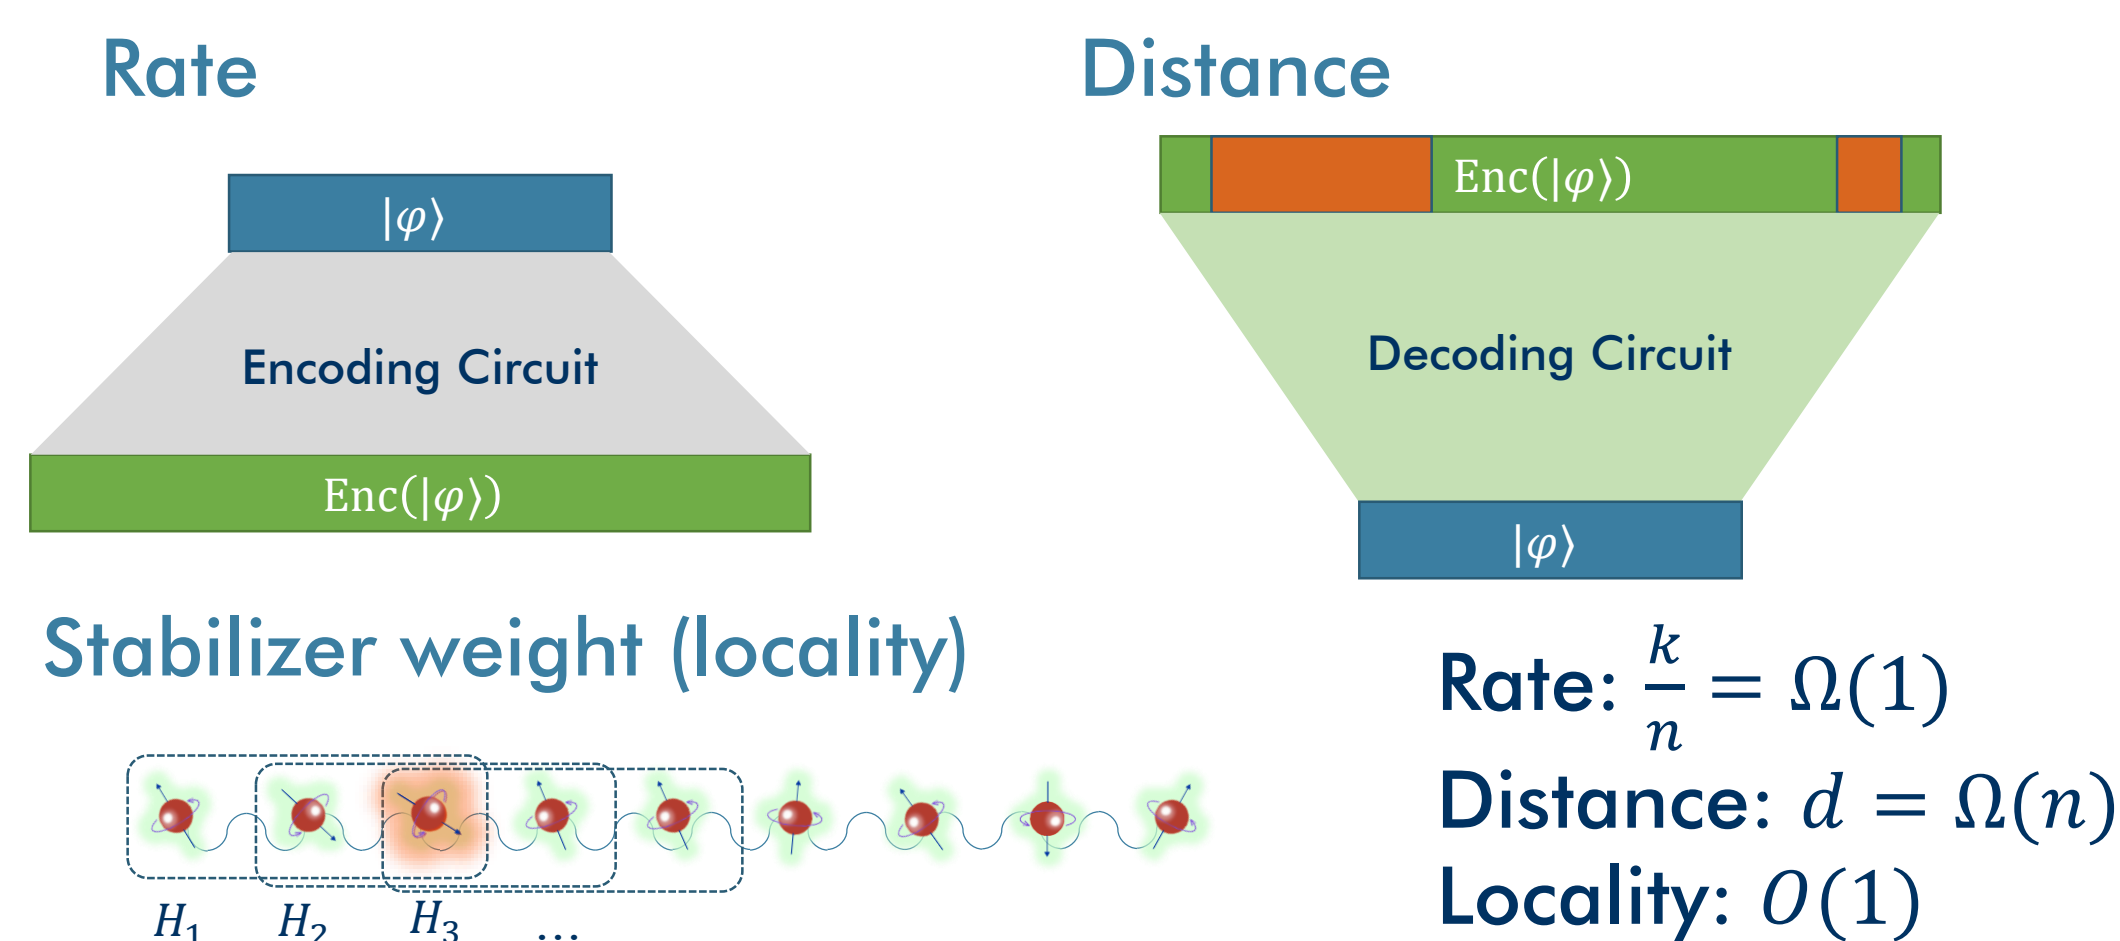 Rate
|φ⟩
Encoding Circuit
Enc(|φ⟩)
Distance
Enc(|φ⟩)
Decoding Circuit
|φ⟩
Stabilizer weight (locality)
H₁ H₂ H₃ ...
Rate: k/n = Ω(1)
Distance: d = Ω(n)
Locality: O(1)